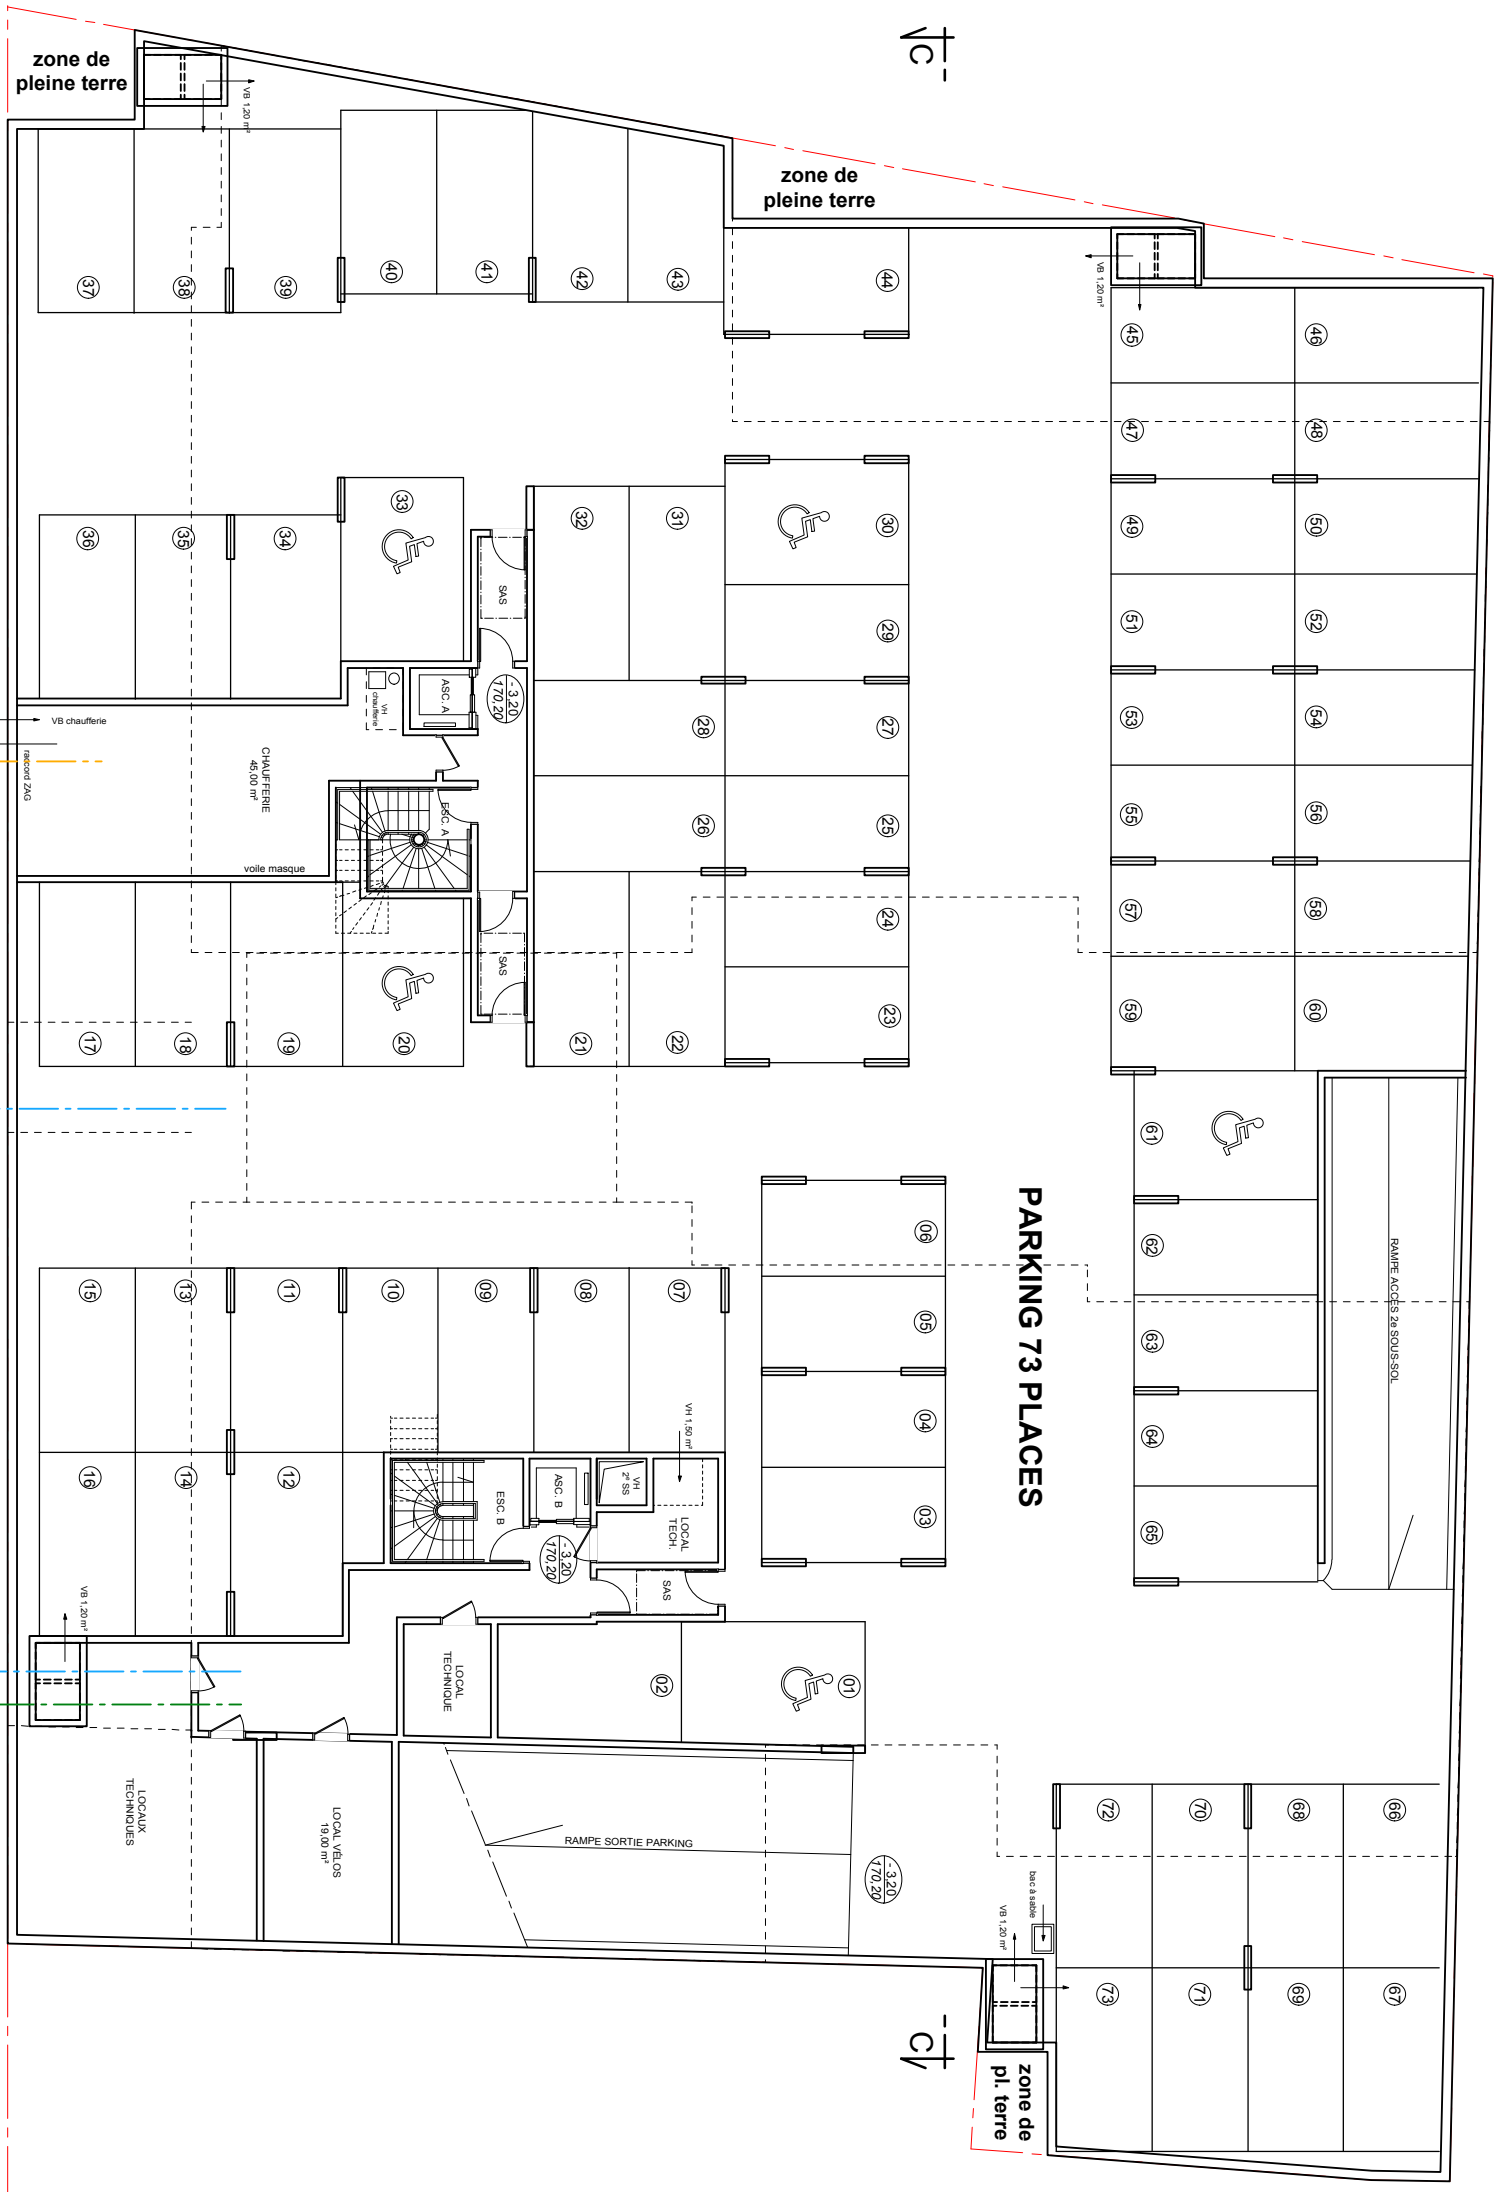 zone de
pleine terre
C
VB 1,20 m²
zone de
pleine terre
VB 1,20 m²
37
38
39
40
41
42
43
44
45
46
47
48
49
50
51
52
53
54
55
56
57
58
59
60
36
35
34
33
32
31
30
29
28
27
26
25
24
23
SAS
ASC. A
- 3,20
170,20
VH
chaufferie
VB chaufferie
raccord ZAG
CHAUFFERIE
45,00 m²
ESC. A
voile masque
SAS
17
18
19
20
21
22
61
62
63
64
65
RAMPE ACCES 2e SOUS-SOL
PARKING 73 PLACES
06
05
04
03
15
13
11
10
09
08
07
16
14
12
VH 1,50 m²
VH
2° SS
ASC. B
ESC. B
LOCAL
TECH.
- 3,20
170,20
SAS
VB 1,20 m²
LOCAL
TECHNIQUE
02
01
LOCAUX
TECHNIQUES
LOCAL VÉLOS
19,00 m²
RAMPE SORTIE PARKING
- 3,20
170,20
72
70
68
66
73
71
69
67
bac à sable
VB 1,20 m²
C
zone de
pl. terre